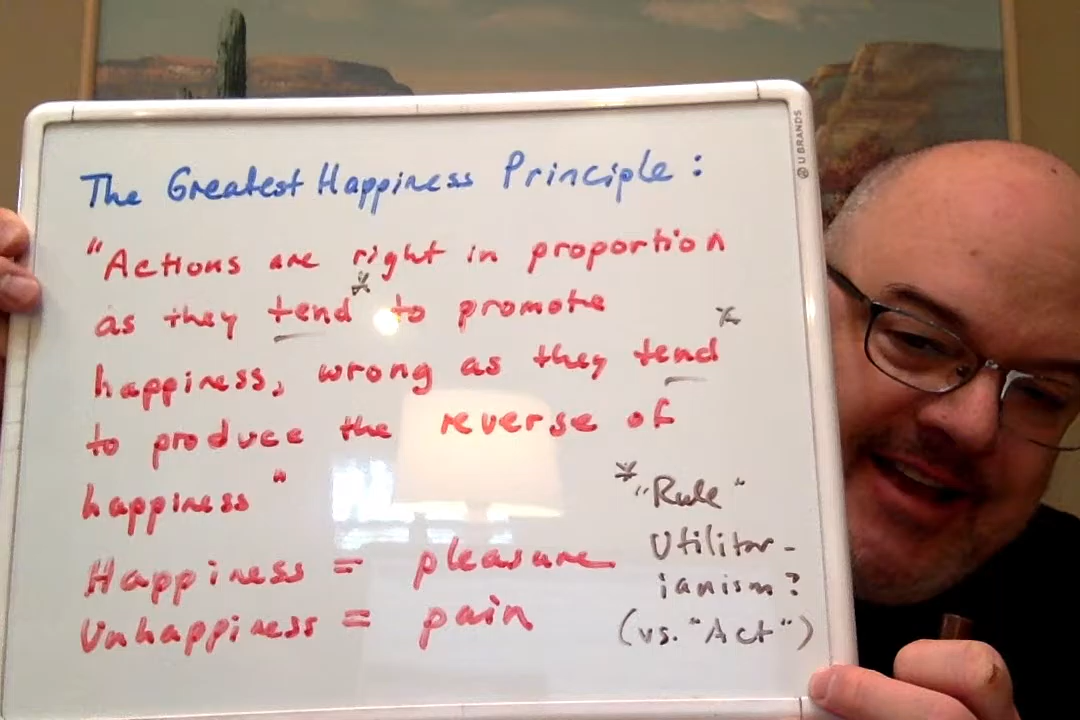 The Greatest Happiness Principle:
"Actions are right in proportion
as they tend* to promote
happiness, wrong as they tend*
to produce the reverse of
happiness"
Happiness = pleasure
Unhappiness = pain
*"Rule"
Utilitar-
ianism?
(vs. "Act")
U BRANDS